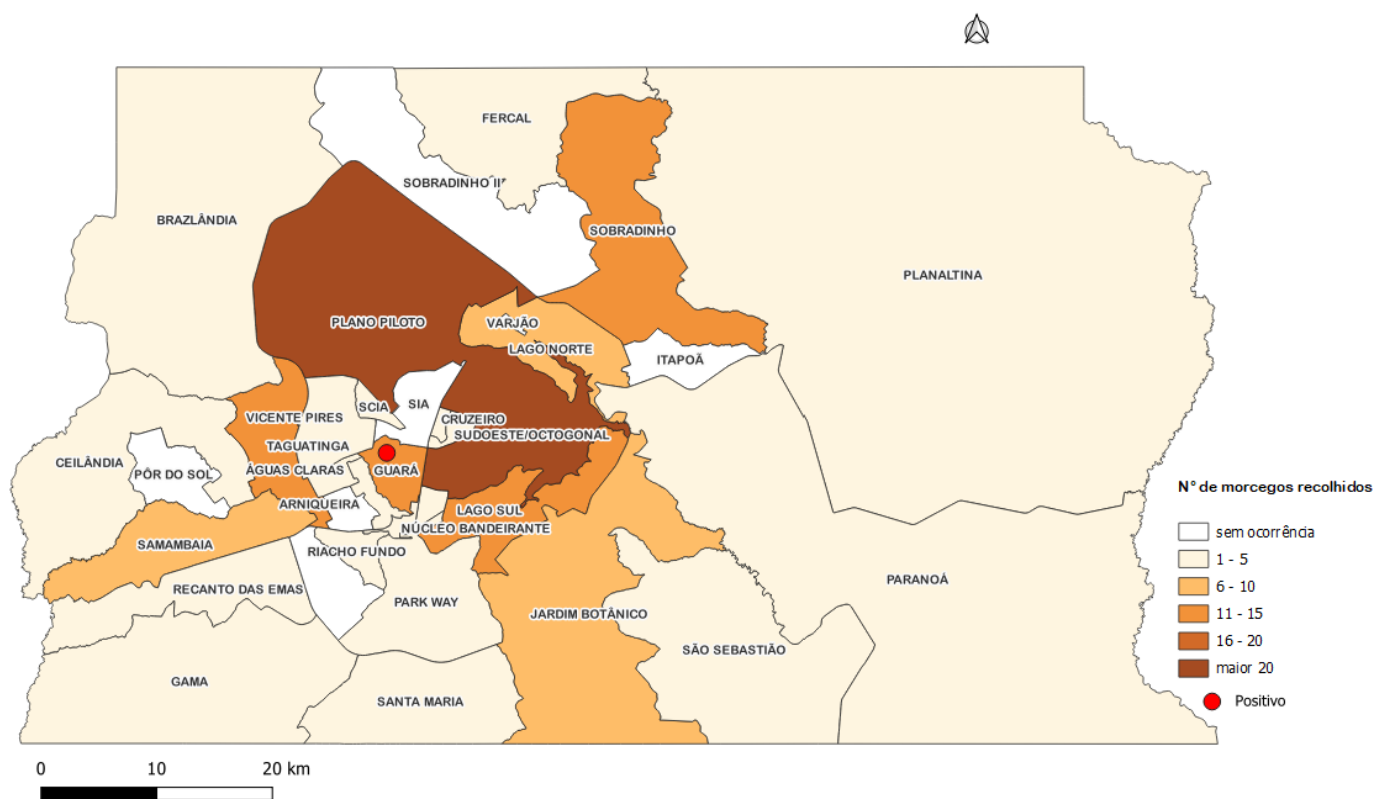 FERCAL
SOBRADINHO II
BRAZLÂNDIA
SOBRADINHO
PLANALTINA
PLANO PILOTO
VARJÃO
LAGO NORTE
ITAPOÃ
SCIA
SIA
VICENTE PIRES
CRUZEIRO
SUDOESTE/OCTOGONAL
TAGUATINGA
CEILÂNDIA
PÔR DO SOL
ÁGUAS CLARAS
GUARÁ
ARNIQUEIRA
LAGO SUL
NÚCLEO BANDEIRANTE
SAMAMBAIA
RIACHO FUNDO
RECANTO DAS EMAS
PARK WAY
JARDIM BOTÂNICO
PARANOÁ
SÃO SEBASTIÃO
GAMA
SANTA MARIA
N° de morcegos recolhidos
sem ocorrência
1 - 5
6 - 10
11 - 15
16 - 20
maior 20
Positivo
0 10 20 km